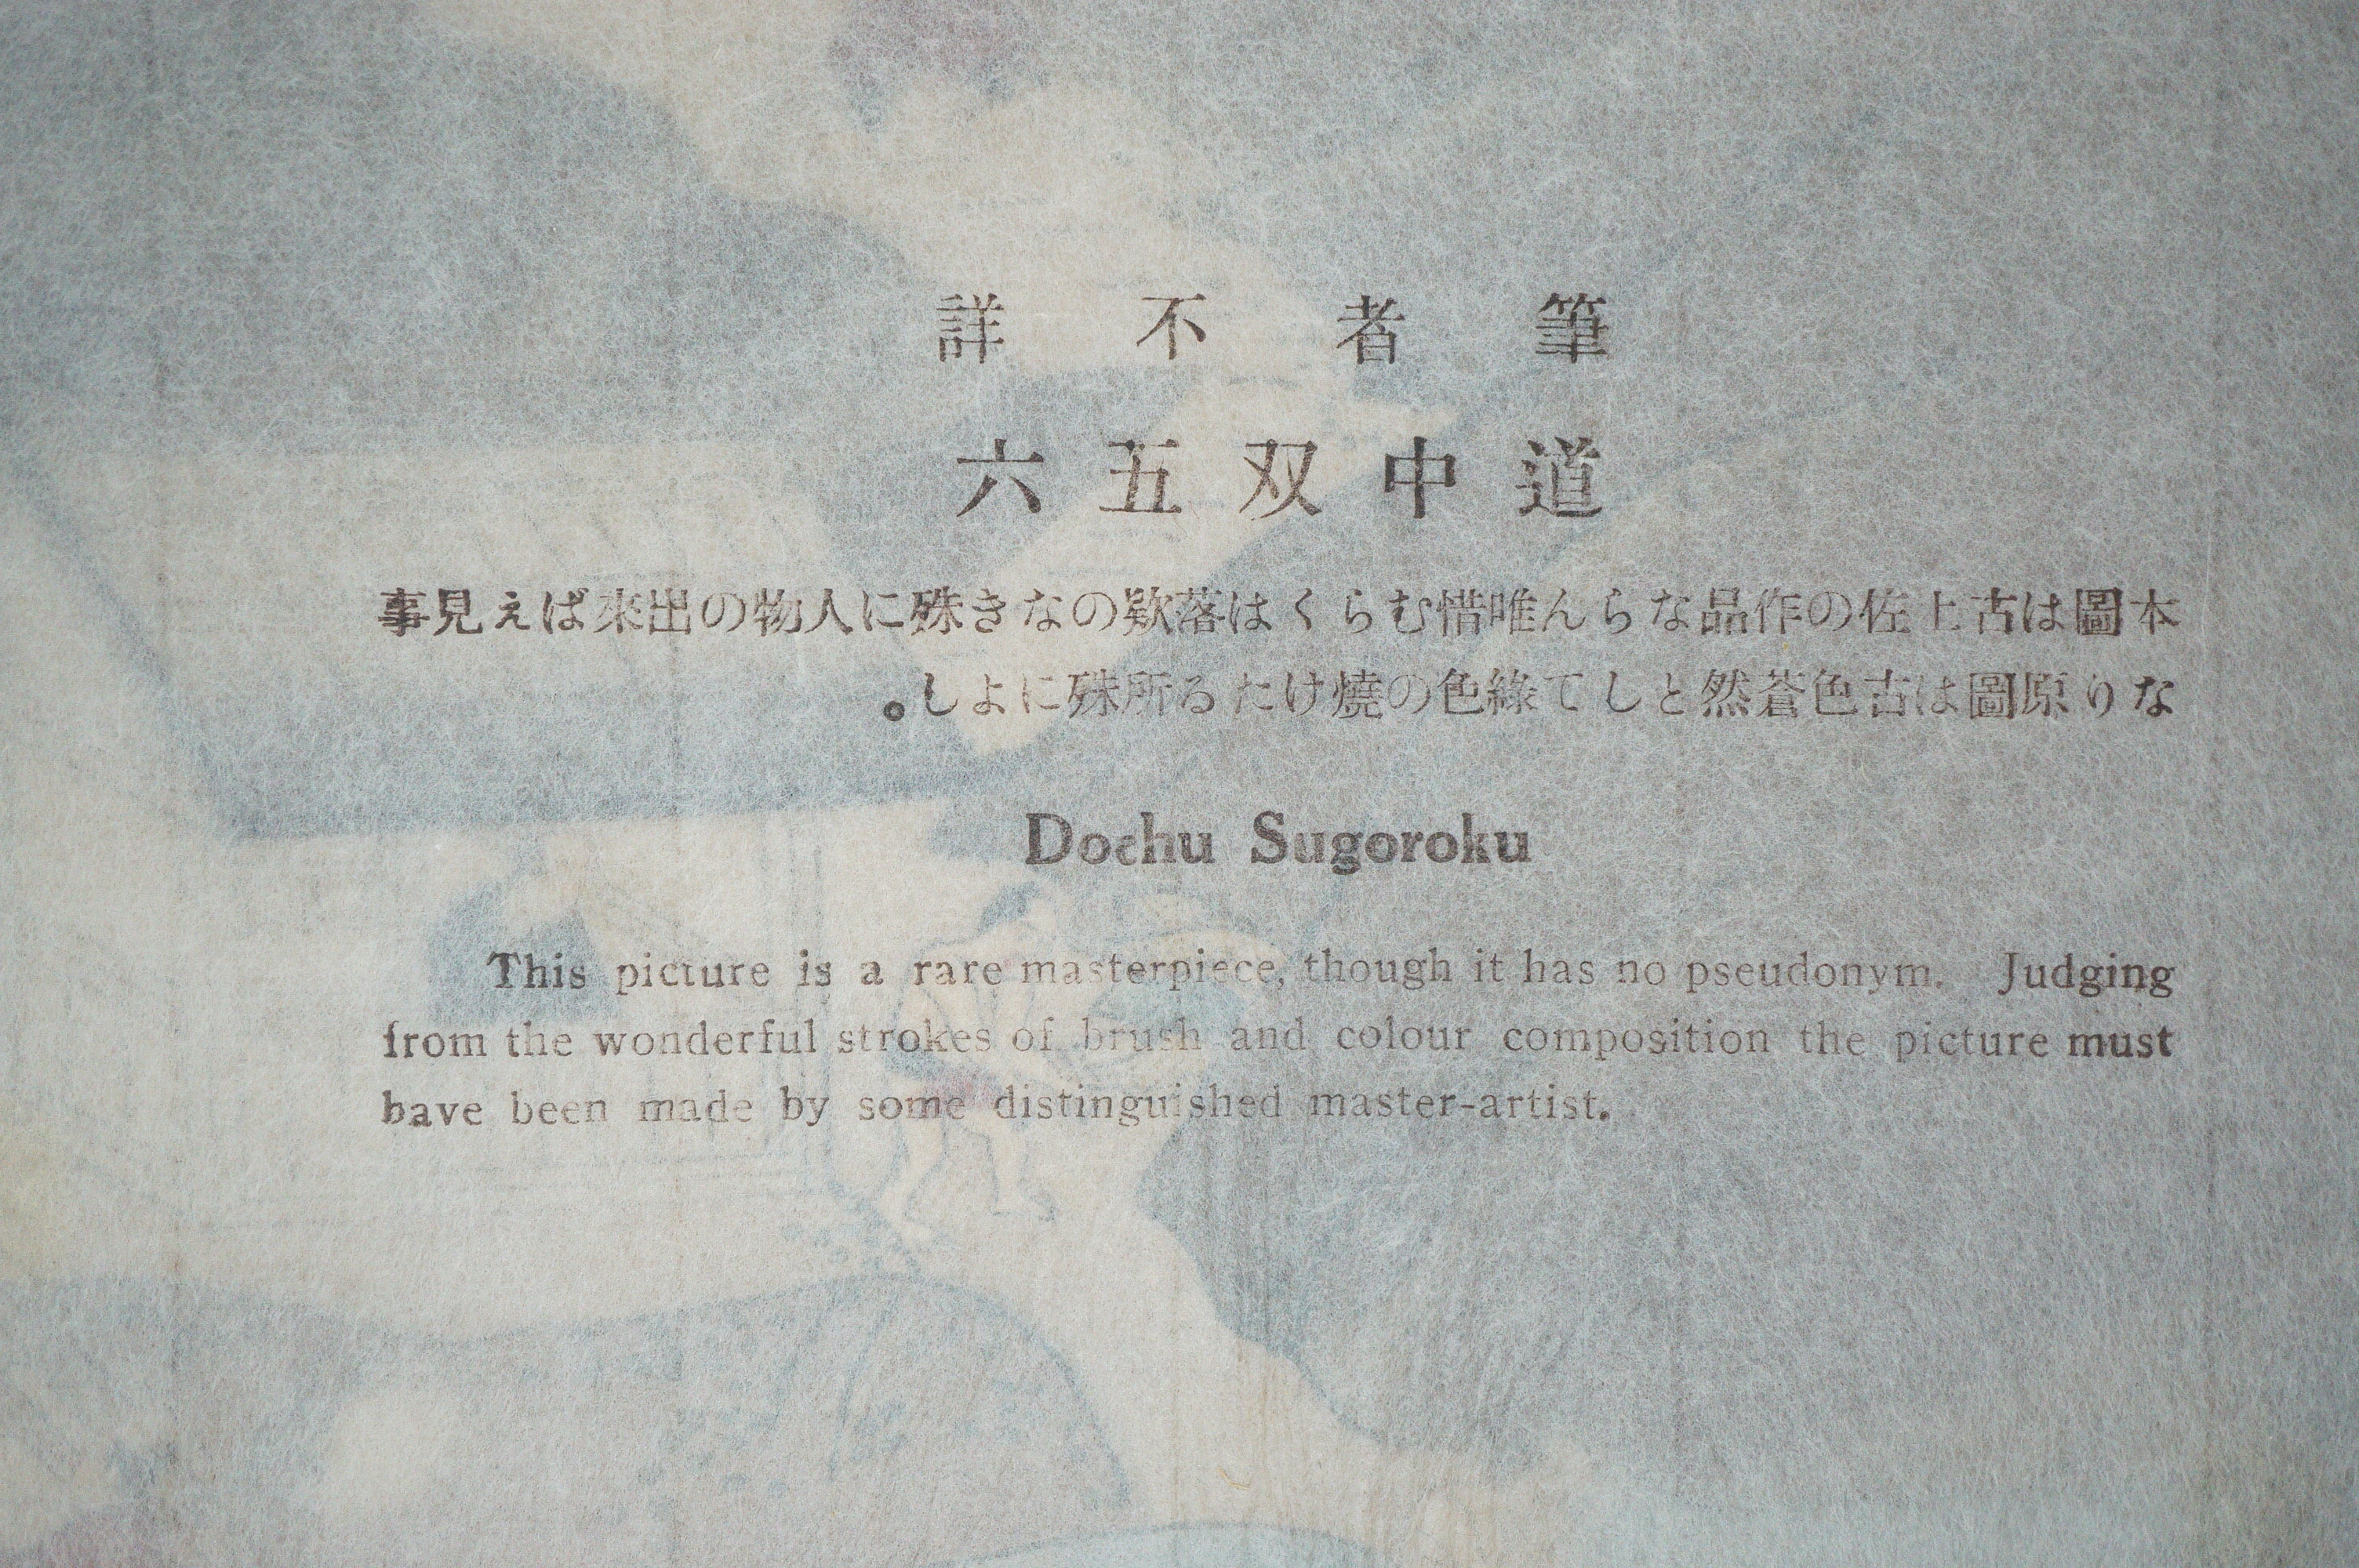 筆者不詳
道中双五六
本圖は古土佐の作品ならん唯惜むらくは落欵のなき殊に人物の出來ばえ見事
なり原圖は古色蒼然として綠色の燒けたる所殊によし。
Dochu Sugoroku
This picture is a rare masterpiece, though it has no pseudonym. Judging
from the wonderful strokes of brush and colour composition the picture must
have been made by some distinguished master-artist.